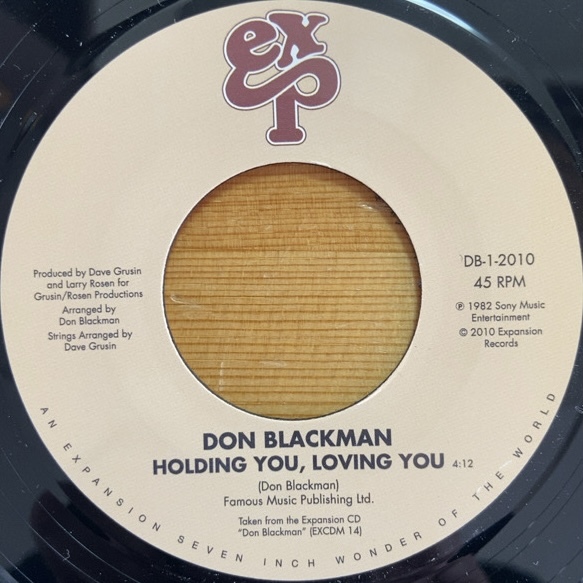 exp
Produced by Dave Grusin
and Larry Rosen for
Grusin/Rosen Productions
Arranged by
Don Blackman
Strings Arranged by
Dave Grusin
DB-1-2010
45 RPM
℗ 1982 Sony Music
Entertainment
© 2010 Expansion
Records
DON BLACKMAN
HOLDING YOU, LOVING YOU 4:12
(Don Blackman)
Famous Music Publishing Ltd.
Taken from the Expansion CD
"Don Blackman" (EXCDM 14)
AN EXPANSION SEVEN INCH WONDER OF THE WORLD